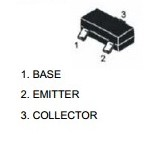 3
1
2
1. BASE
2. EMITTER
3. COLLECTOR